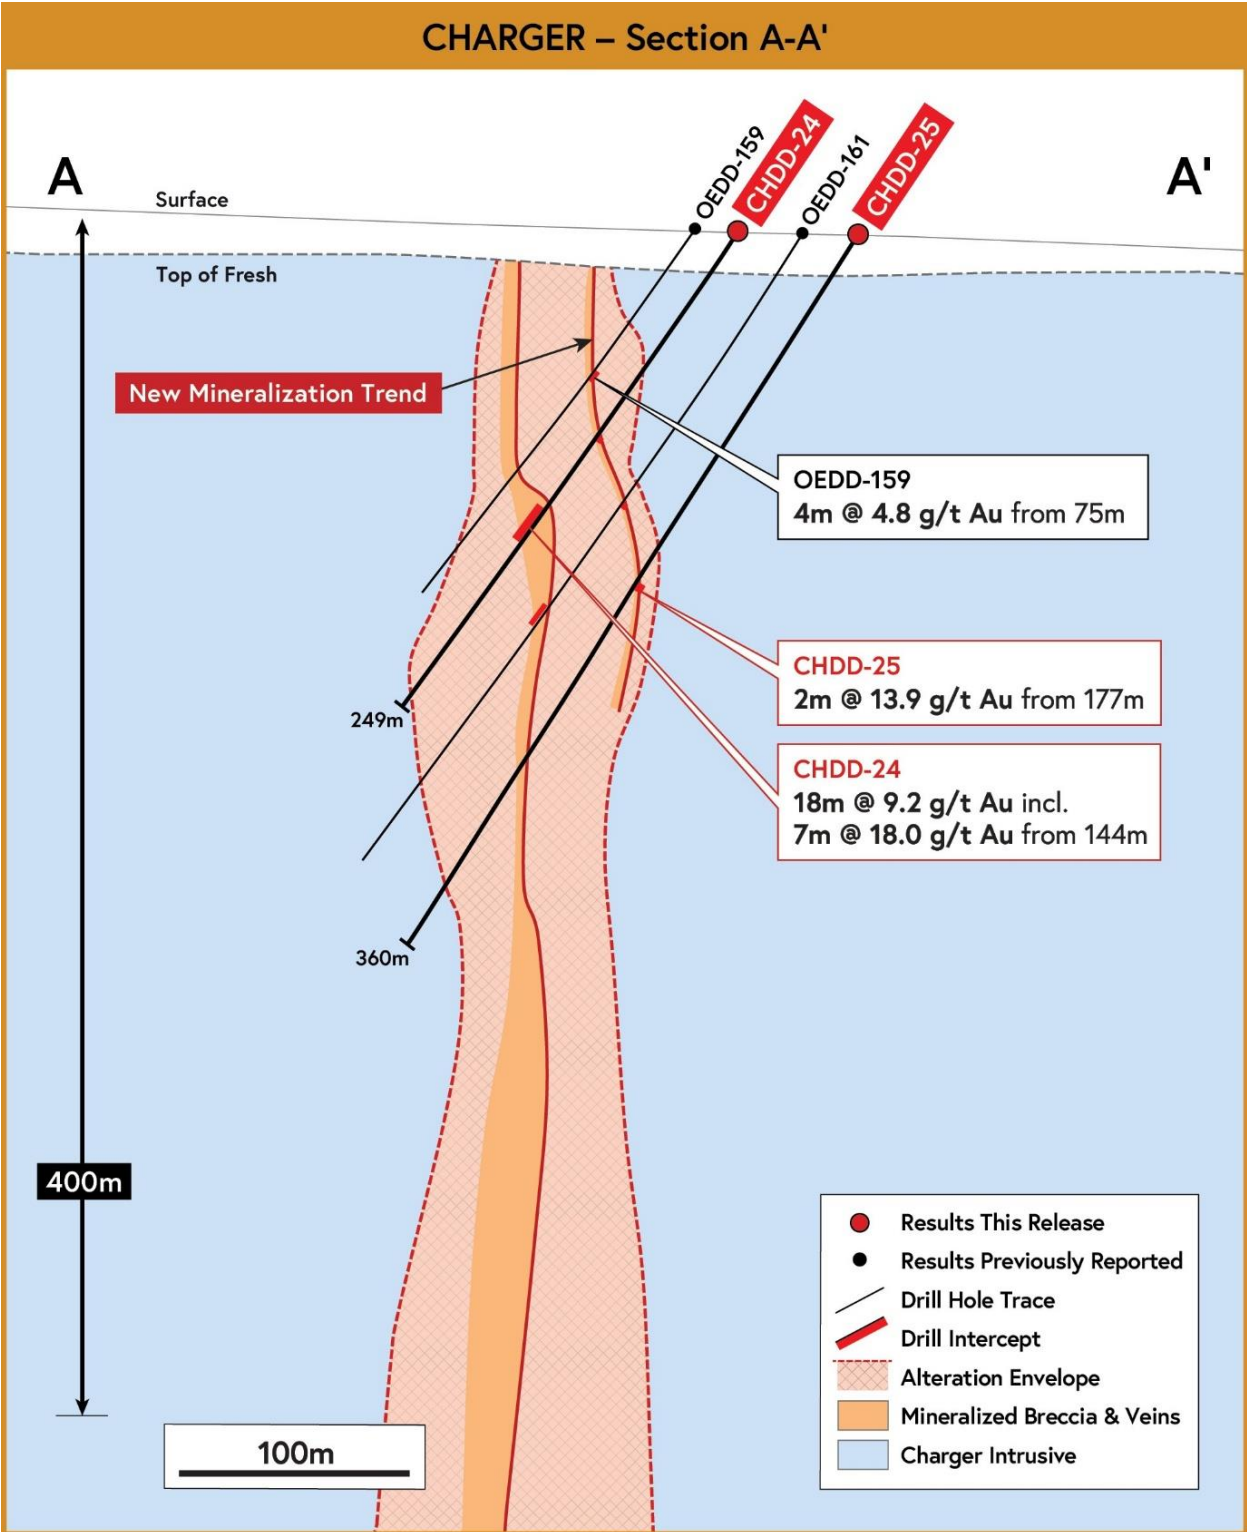 CHARGER – Section A-A'
A
A'
Surface
OEDD-159
CHDD-24
OEDD-161
CHDD-25
Top of Fresh
New Mineralization Trend
OEDD-159
4m @ 4.8 g/t Au from 75m
CHDD-25
2m @ 13.9 g/t Au from 177m
249m
CHDD-24
18m @ 9.2 g/t Au incl.
7m @ 18.0 g/t Au from 144m
360m
400m
100m
Results This Release
Results Previously Reported
Drill Hole Trace
Drill Intercept
Alteration Envelope
Mineralized Breccia & Veins
Charger Intrusive